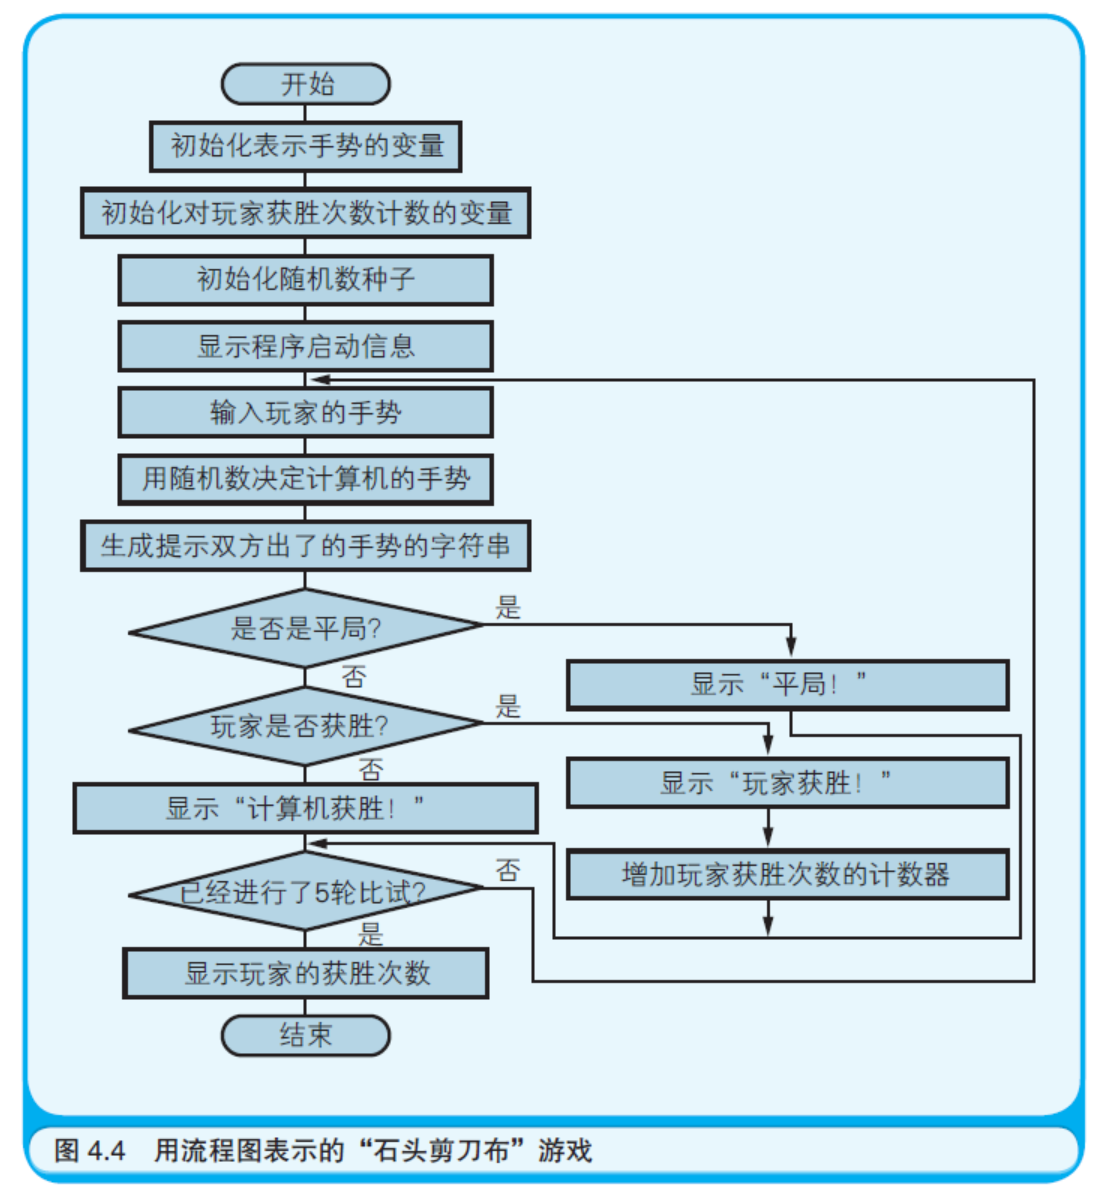 开始
初始化表示手势的变量
初始化对玩家获胜次数计数的变量
初始化随机数种子
显示程序启动信息
输入玩家的手势
用随机数决定计算机的手势
生成提示双方出了的手势的字符串
是否是平局?
是
显示“平局！”
否
玩家是否获胜?
是
显示“玩家获胜！”
否
显示“计算机获胜！”
增加玩家获胜次数的计数器
已经进行了5轮比试?
否
是
显示玩家的获胜次数
结束
图 4.4 用流程图表示的“石头剪刀布”游戏